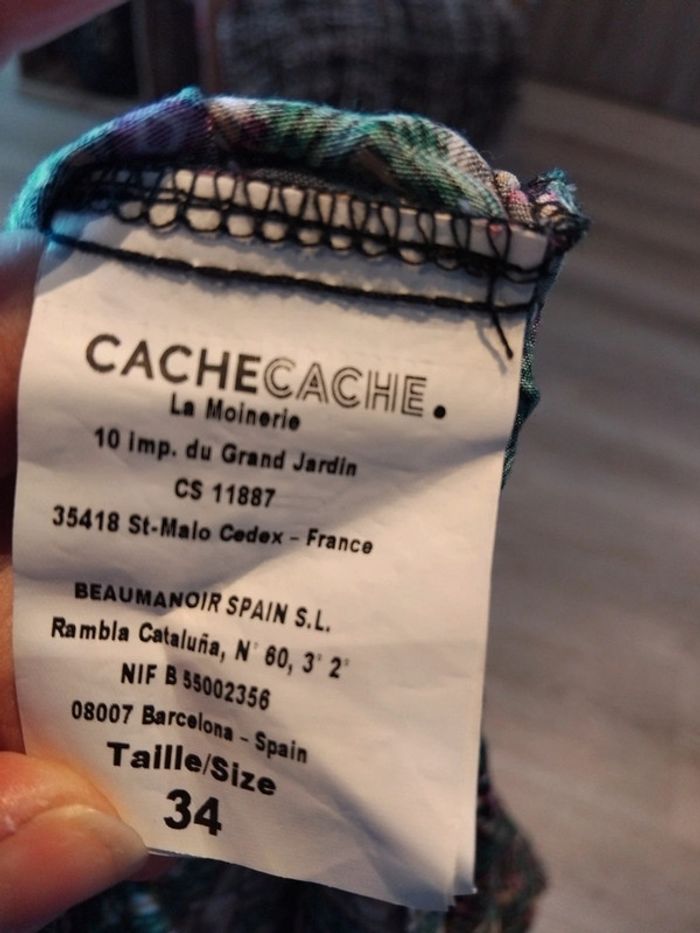 CACHECACHE.
La Moinerie
10 imp. du Grand Jardin
CS 11887
35418 St-Malo Cedex - France
BEAUMANOIR SPAIN S.L.
Rambla Cataluña, N° 60, 3° 2°
NIF B 55002356
08007 Barcelona - Spain
Taille/Size
34